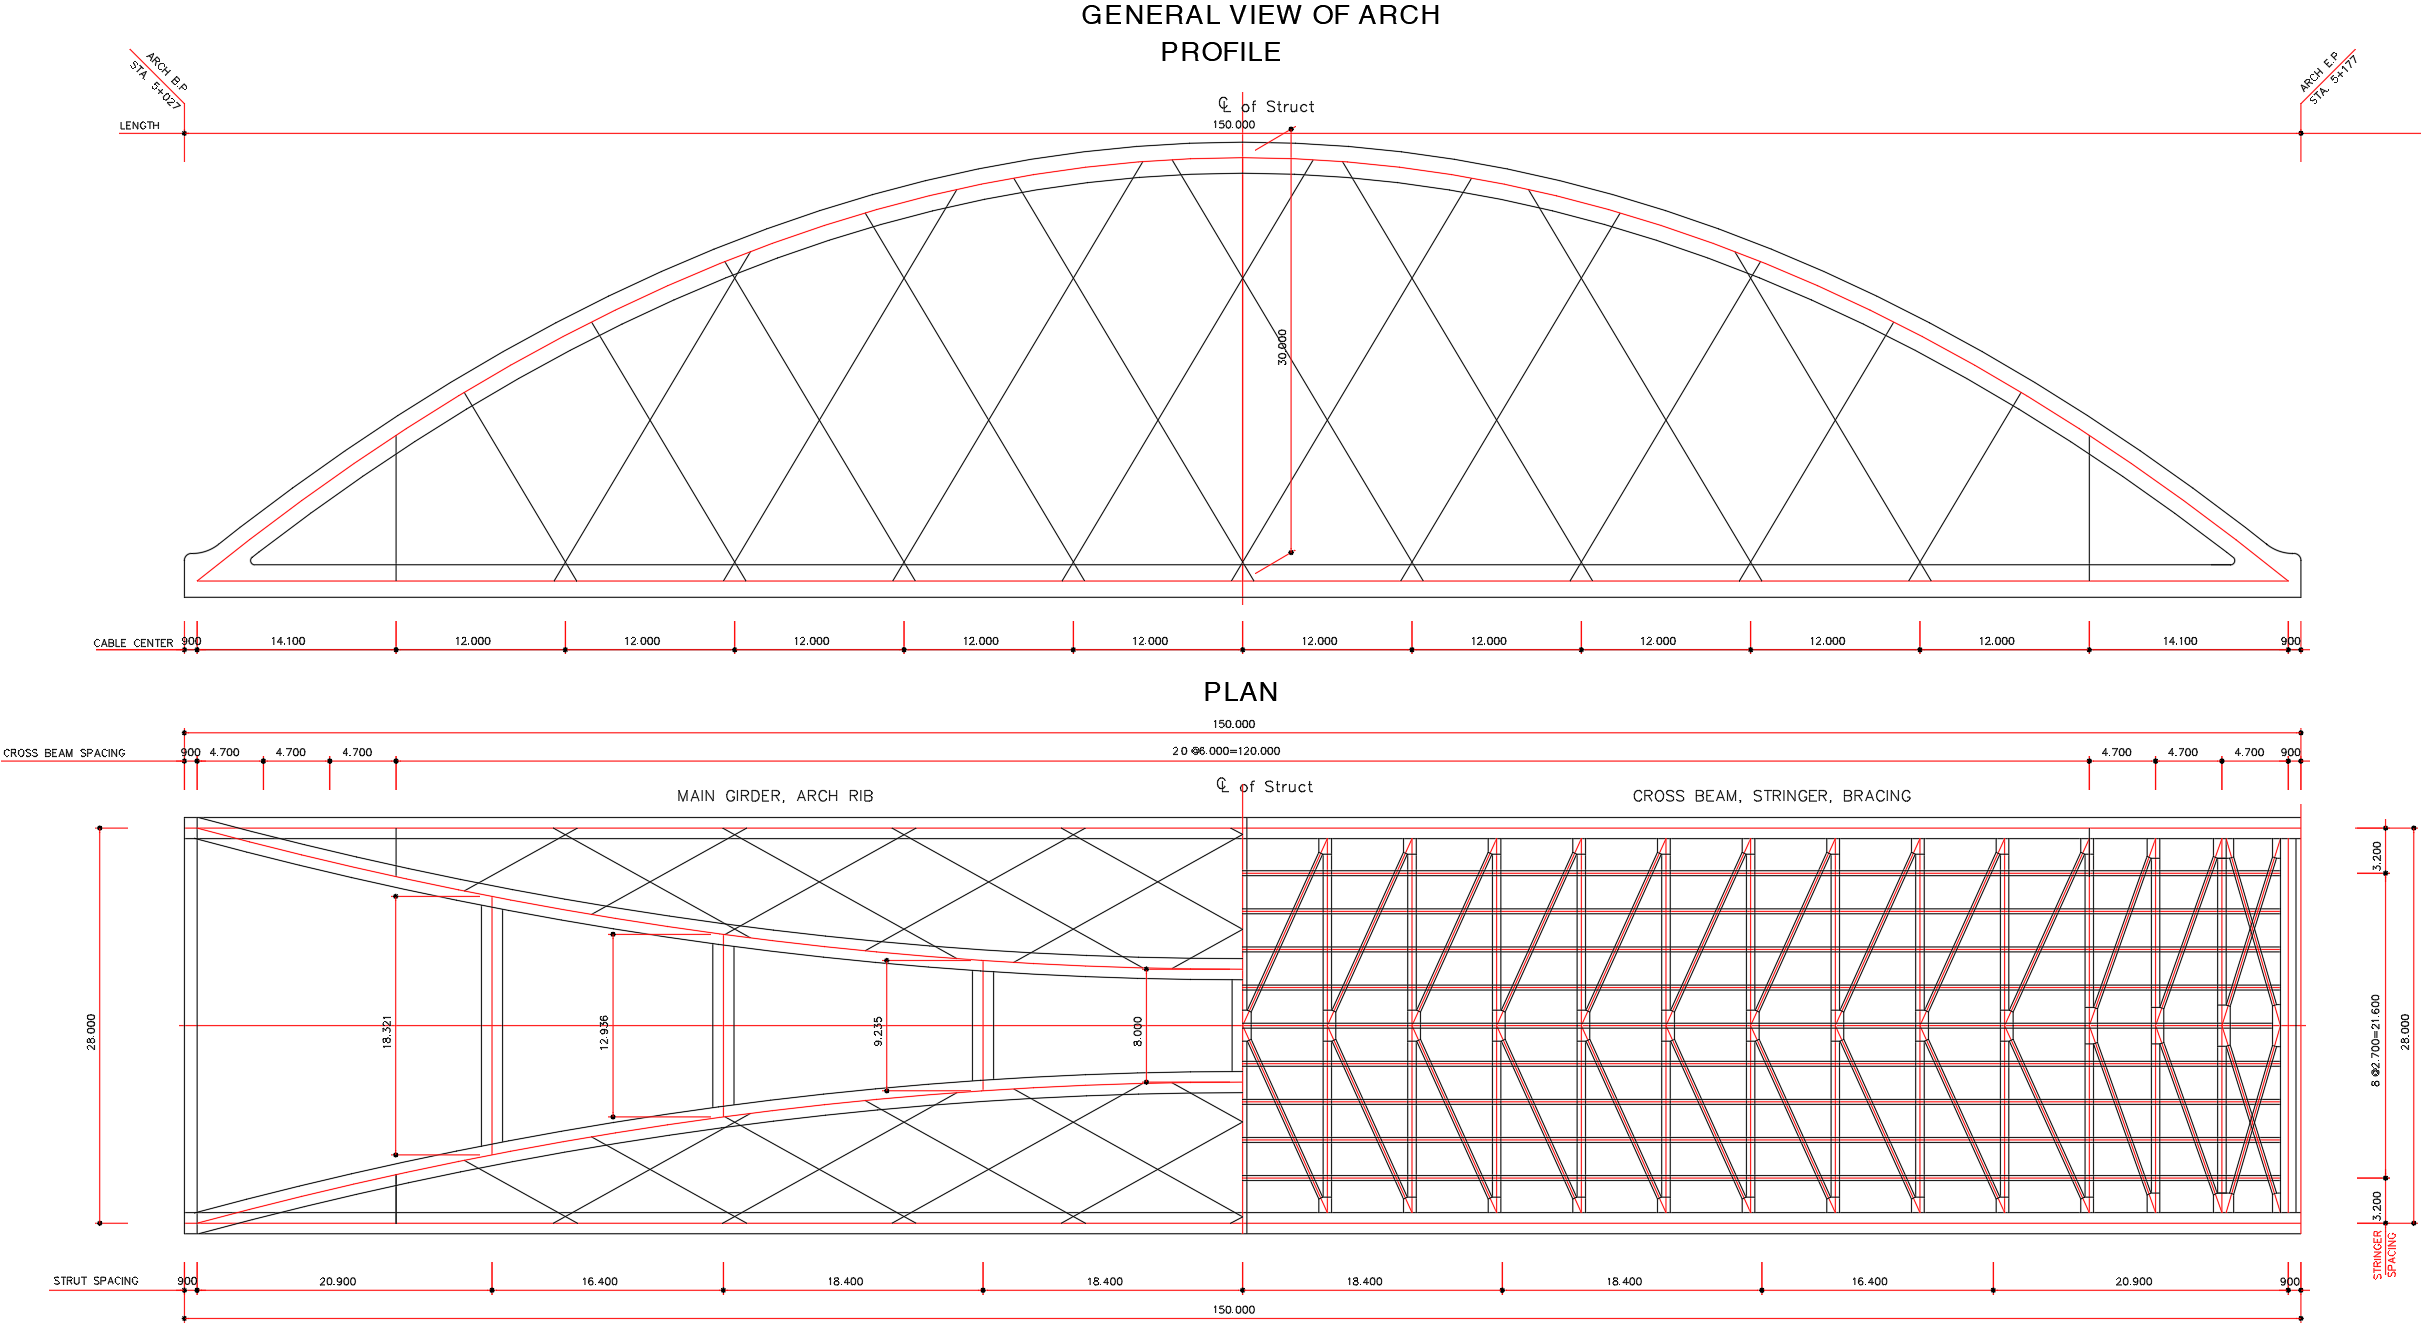 GENERAL VIEW OF ARCH
PROFILE
ARCH B.P
STA. 5+027
ARCH E.P
STA. 5+177
℄ of Struct
LENGTH
150.000
30.000
CABLE CENTER 900 14.100 12.000 12.000 12.000 12.000 12.000 12.000 12.000 12.000 12.000 12.000 14.100 900
PLAN
150.000
CROSS BEAM SPACING 900 4.700 4.700 4.700 20@6.000=120.000 4.700 4.700 4.700 900
℄ of Struct
MAIN GIRDER, ARCH RIB
CROSS BEAM, STRINGER, BRACING
28.000
18.321
12.936
9.235
8.000
3.200
8@2.700=21.600
3.200
28.000
STRINGER
SPACING
STRUT SPACING 900 20.900 16.400 18.400 18.400 18.400 18.400 16.400 20.900 900
150.000